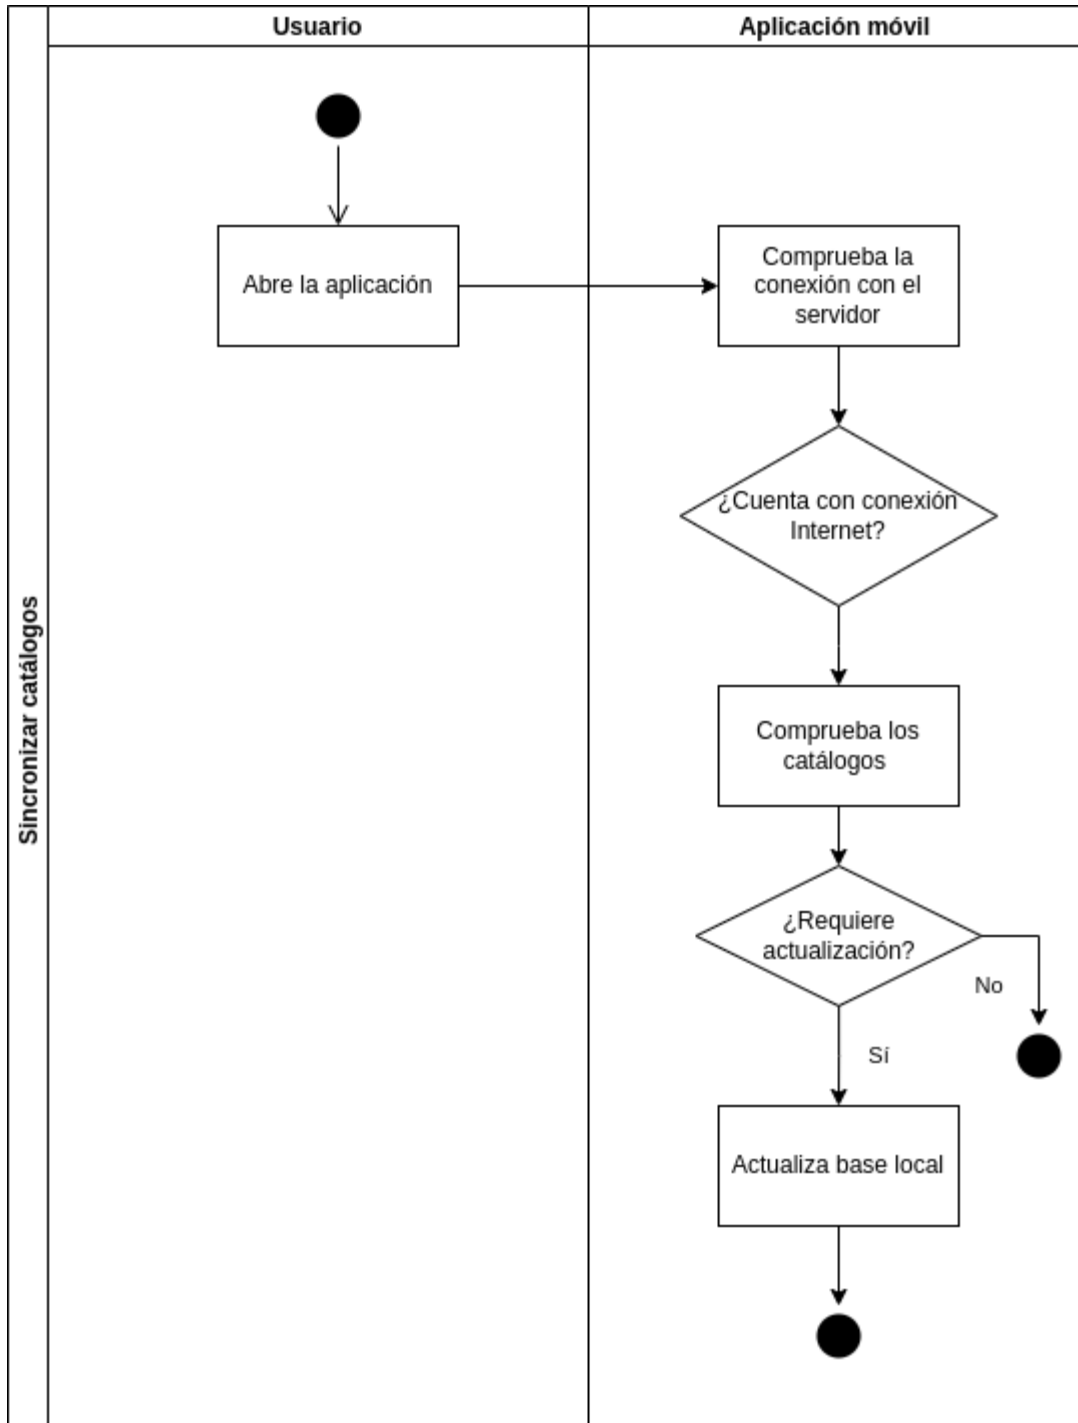 Usuario
Aplicación móvil
Sincronizar catálogos
Abre la aplicación
Comprueba la
conexión con el
servidor
¿Cuenta con conexión
Internet?
Comprueba los
catálogos
¿Requiere
actualización?
No
Sí
Actualiza base local